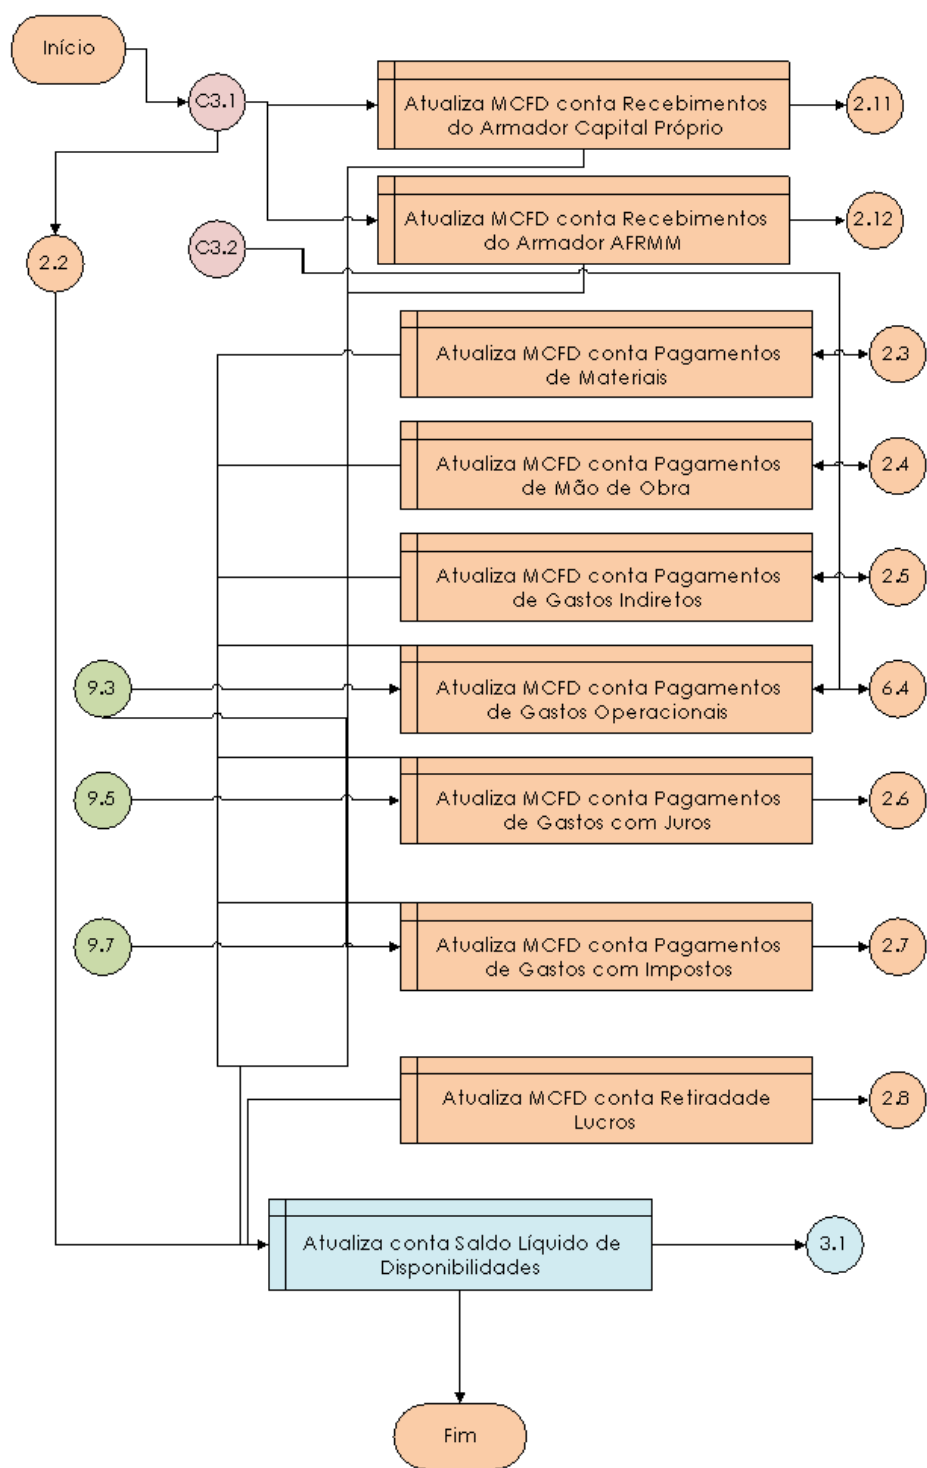 Início
C3.1
Atualiza MCFD conta Recebimentos
do Armador Capital Próprio
2.11
Atualiza MCFD conta Recebimentos
do Armador AFRMM
2.12
C3.2
2.2
Atualiza MCFD conta Pagamentos
de Materiais
2.3
Atualiza MCFD conta Pagamentos
de Mão de Obra
2.4
Atualiza MCFD conta Pagamentos
de Gastos Indiretos
2.5
9.3
Atualiza MCFD conta Pagamentos
de Gastos Operacionais
6.4
9.5
Atualiza MCFD conta Pagamentos
de Gastos com Juros
2.6
9.7
Atualiza MCFD conta Pagamentos
de Gastos com Impostos
2.7
Atualiza MCFD conta Retiradade
Lucros
2.8
Atualiza conta Saldo Líquido de
Disponibilidades
3.1
Fim